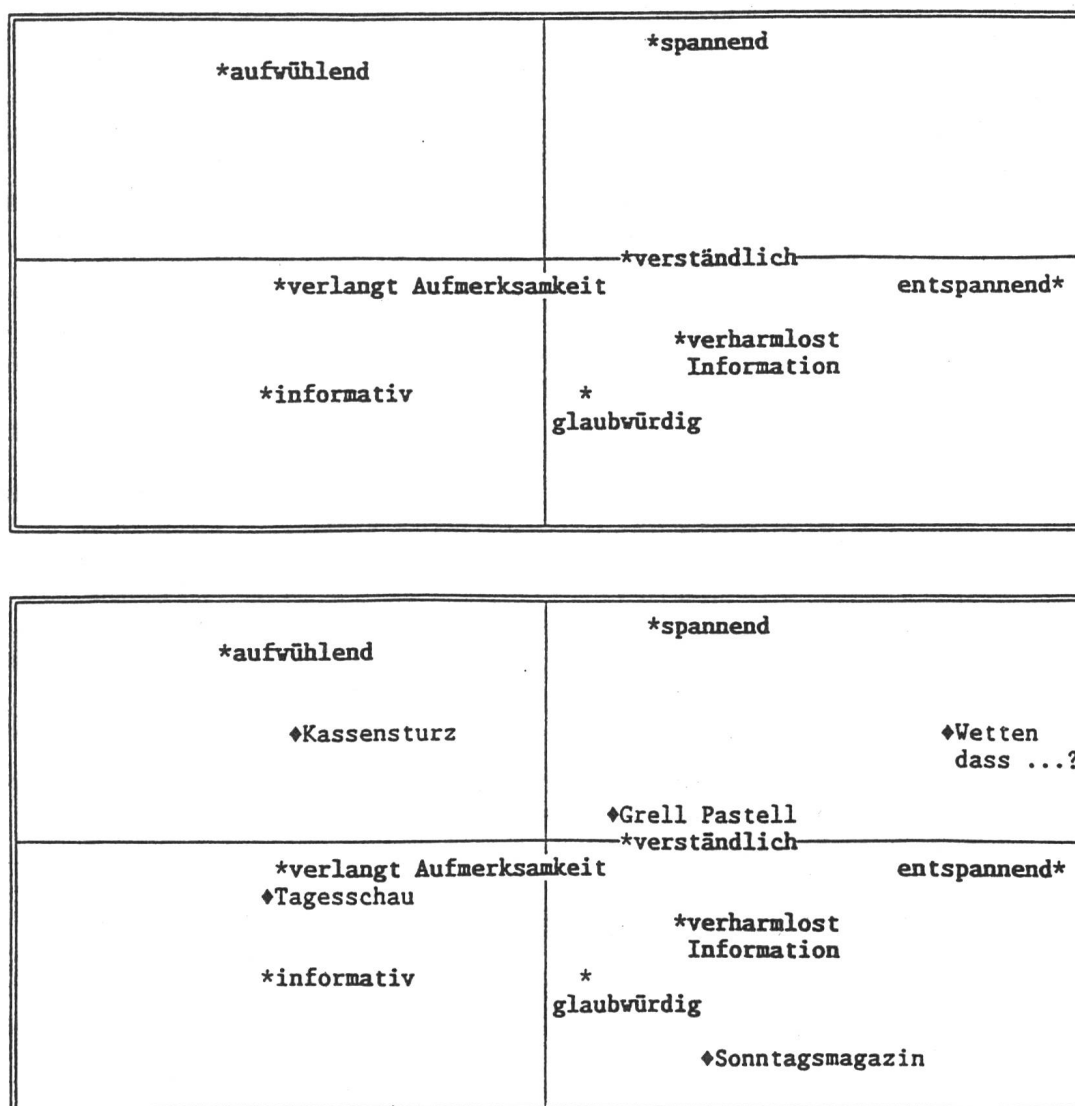 *spannend
*aufwühlend
*verständlich
*verlangt Aufmerksamkeit entspannend*
*verharmlost
Information
*informativ *
glaubwürdig
*spannend
*aufwühlend
♦Kassensturz ♦Wetten
dass ...?
♦Grell Pastell
*verständlich
*verlangt Aufmerksamkeit entspannend*
♦Tagesschau
*verharmlost
Information
*informativ *
glaubwürdig
♦Sonntagsmagazin